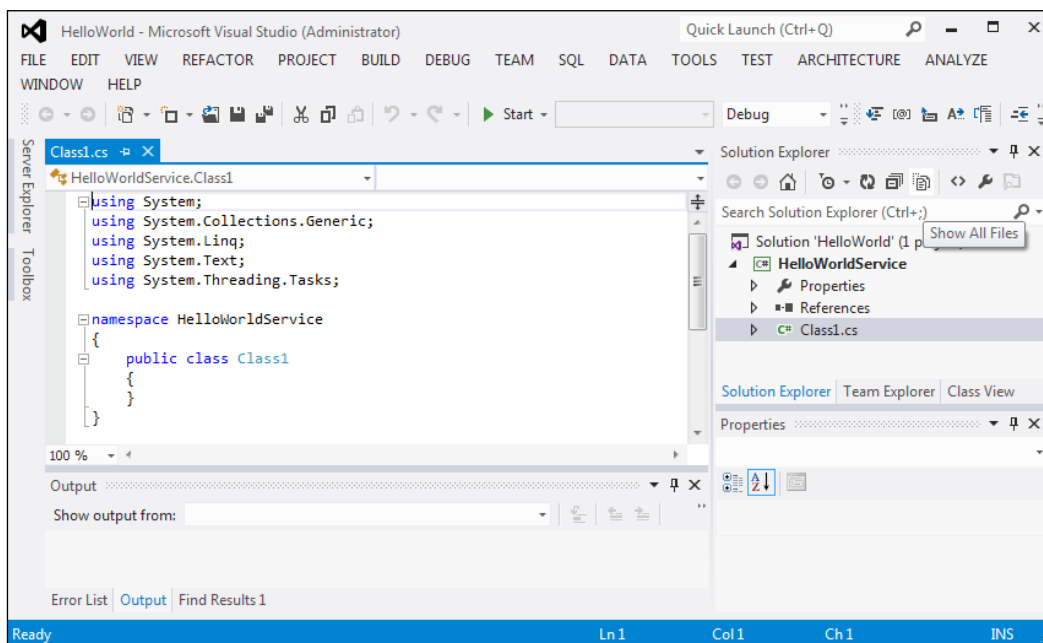 HelloWorld - Microsoft Visual Studio (Administrator)
Quick Launch (Ctrl+Q)
FILE EDIT VIEW REFACTOR PROJECT BUILD DEBUG TEAM SQL DATA TOOLS TEST ARCHITECTURE ANALYZE
WINDOW HELP
Start
Debug
Server Explorer
Toolbox
Class1.cs
HelloWorldService.Class1
using System;
using System.Collections.Generic;
using System.Linq;
using System.Text;
using System.Threading.Tasks;
namespace HelloWorldService
{
public class Class1
{
}
}
100 %
Output
Show output from:
Error List Output Find Results 1
Solution Explorer
Search Solution Explorer (Ctrl+;)
Show All Files
Solution 'HelloWorld' (1
C# HelloWorldService
Properties
References
C# Class1.cs
Solution Explorer Team Explorer Class View
Properties
Ready Ln 1 Col 1 Ch 1 INS